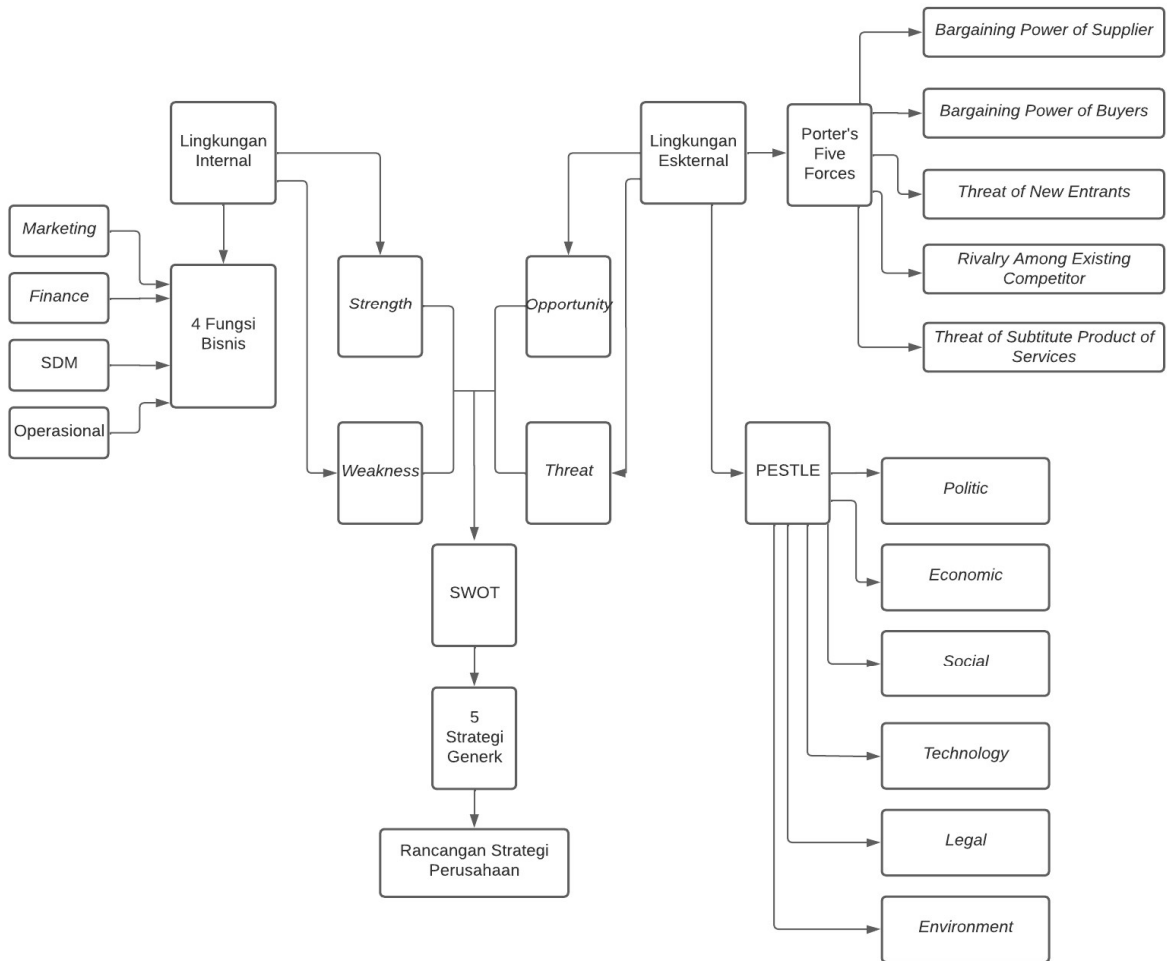 Bargaining Power of Supplier
Bargaining Power of Buyers
Lingkungan
Internal
Lingkungan
Eskternal
Porter's
Five
Forces
Threat of New Entrants
Marketing
Rivalry Among Existing
Competitor
Finance
4 Fungsi
Bisnis
Strength
Opportunity
SDM
Threat of Subtitute Product of
Services
Operasional
Weakness
Threat
PESTLE
Politic
Economic
SWOT
Social
5
Strategi
Generk
Technology
Rancangan Strategi
Perusahaan
Legal
Environment